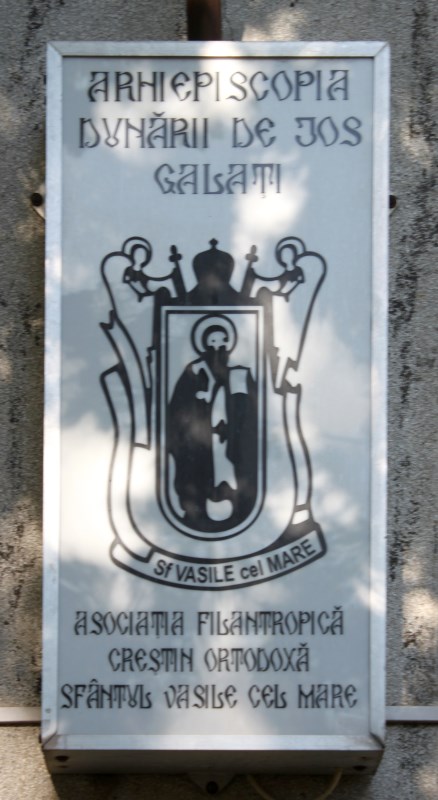 ARHIEPISCOPIA
DUNĂRII DE JOS
GALAȚI
Sf VASILE cel MARE
ASOCIAȚIA FILANTROPICĂ
CREȘTIN ORTODOXĂ
SFÂNTUL VASILE CEL MARE